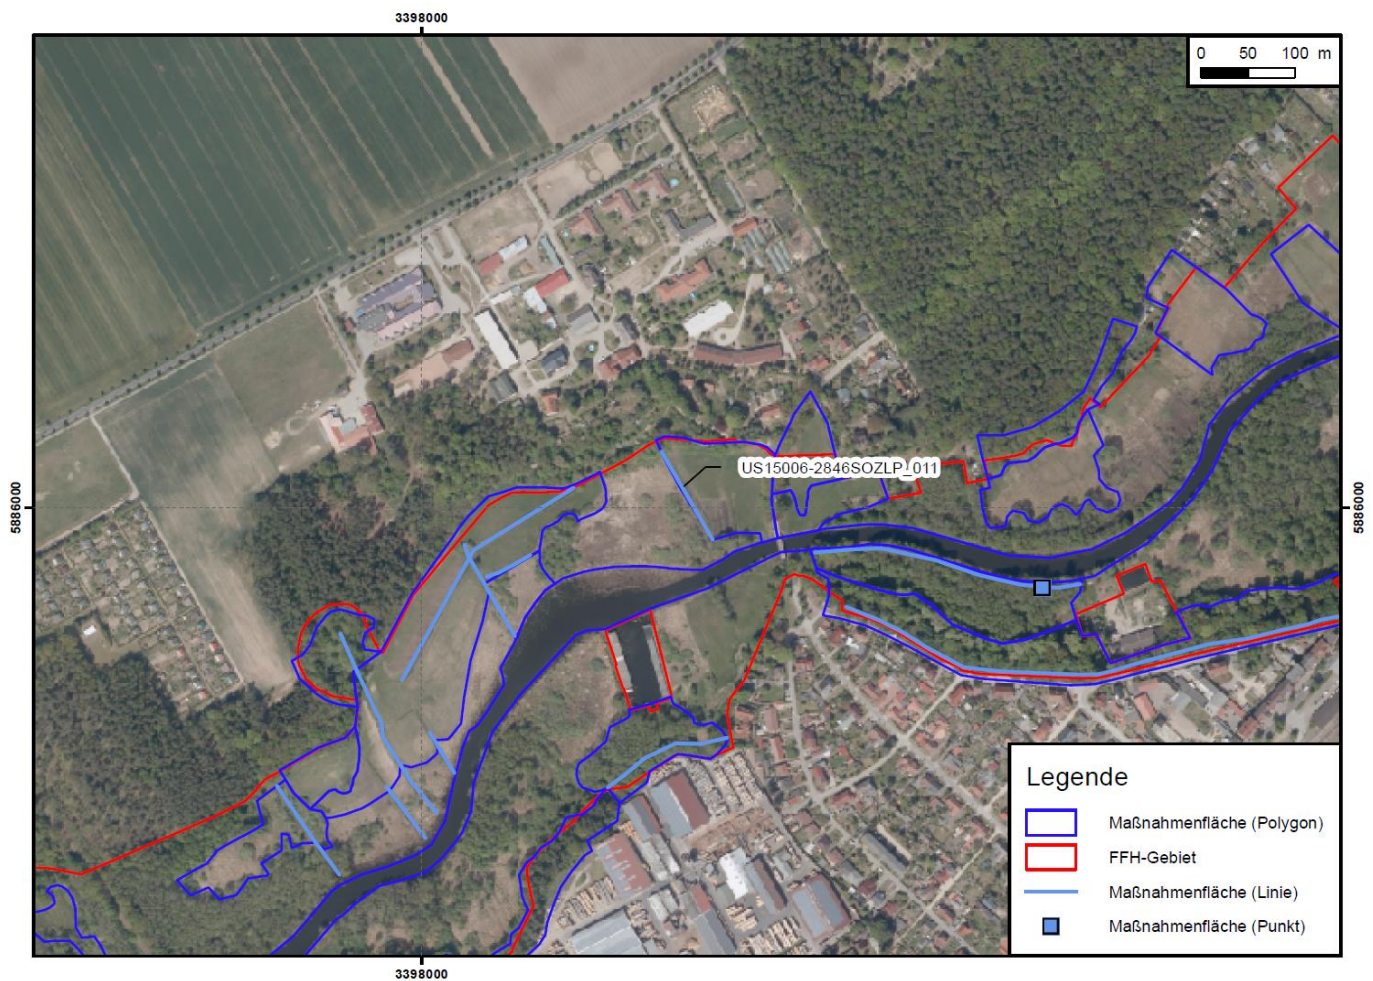 3398000
0 50 100 m
US15006-2846SOZLP_011
5886000
5886000
Legende
Maßnahmenfläche (Polygon)
FFH-Gebiet
Maßnahmenfläche (Linie)
Maßnahmenfläche (Punkt)
3398000